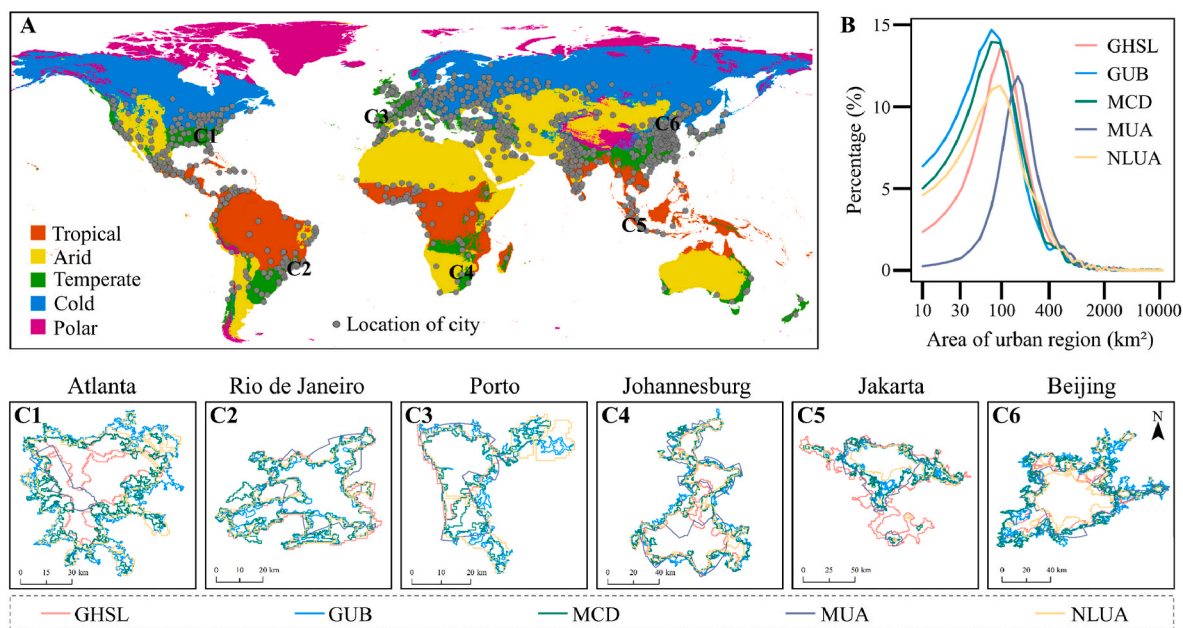 A
C1
C2
C3
C4
C5
C6
Tropical
Arid
Temperate
Cold
Polar
Location of city
B
Percentage (%)
15
10
5
0
GHSL
GUB
MCD
MUA
NLUA
10 30 100 400 2000 10000
Area of urban region (km²)
Atlanta Rio de Janeiro Porto Johannesburg Jakarta Beijing
C1 C2 C3 C4 C5 C6
N
0 15 30 km
0 10 20 km
0 10 20 km
0 20 40 km
0 25 50 km
0 20 40 km
GHSL GUB MCD MUA NLUA